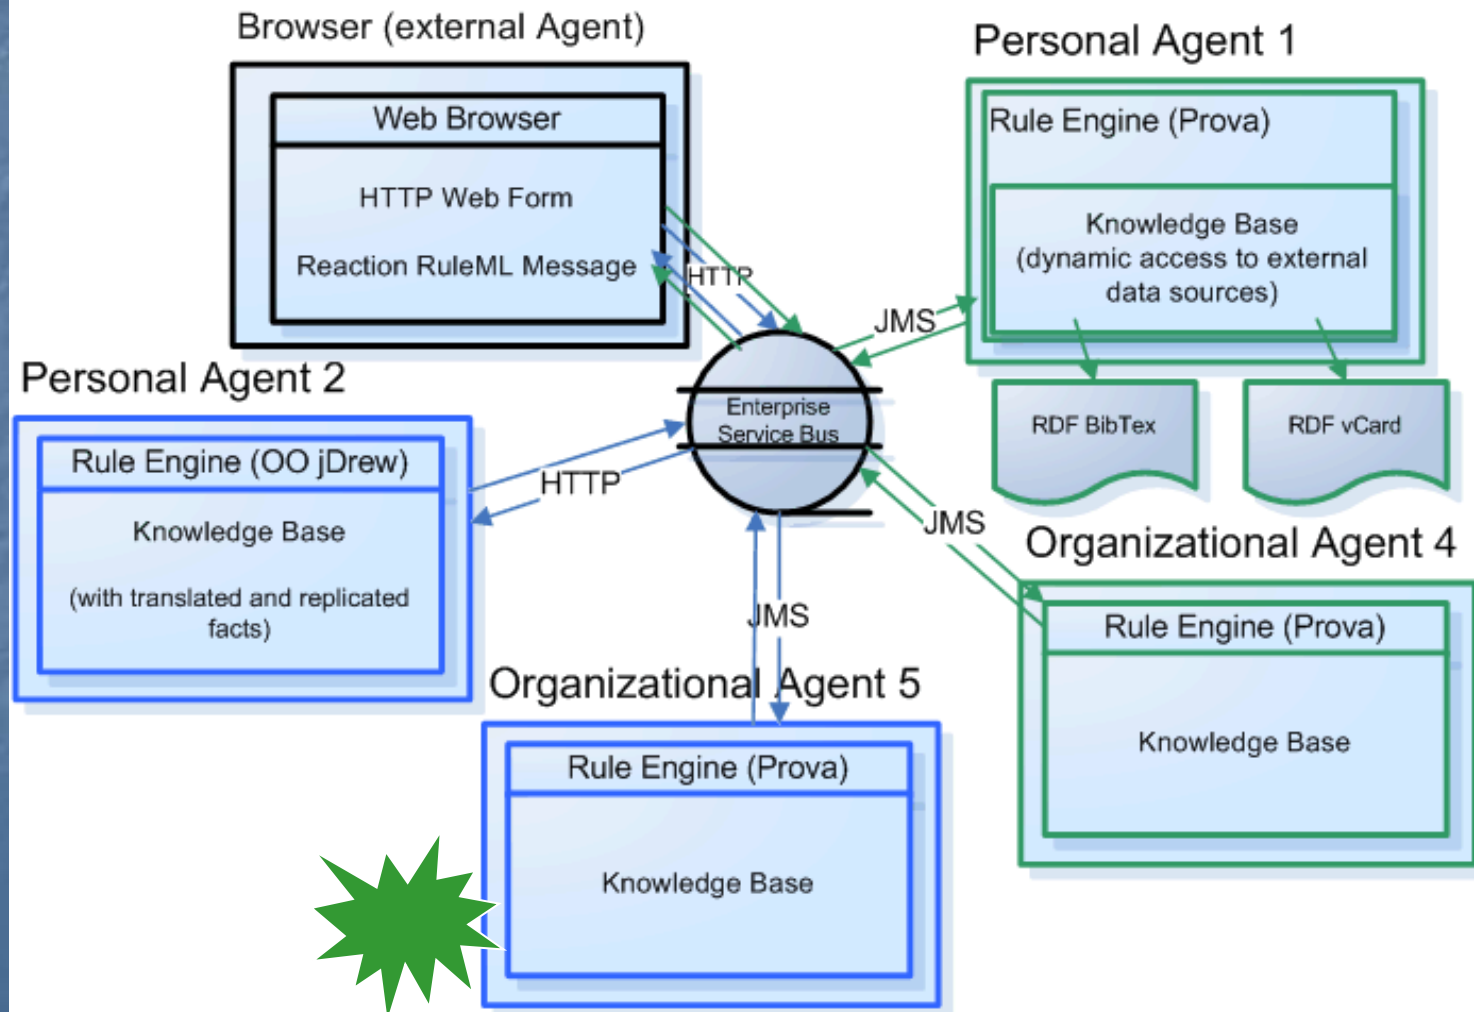 Browser (external Agent)
Web Browser
HTTP Web Form
Reaction RuleML Message
HTTP
Personal Agent 1
Rule Engine (Prova)
Knowledge Base
(dynamic access to external
data sources)
JMS
RDF BibTex
RDF vCard
Enterprise
Service Bus
Personal Agent 2
Rule Engine (OO jDrew)
Knowledge Base
(with translated and replicated
facts)
HTTP
JMS
Organizational Agent 4
Rule Engine (Prova)
Knowledge Base
JMS
Organizational Agent 5
Rule Engine (Prova)
Knowledge Base